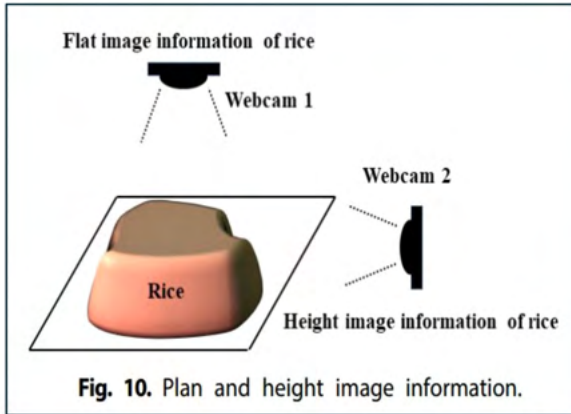 Flat image information of rice
Webcam 1
Webcam 2
Rice
Height image information of rice
Fig. 10. Plan and height image information.